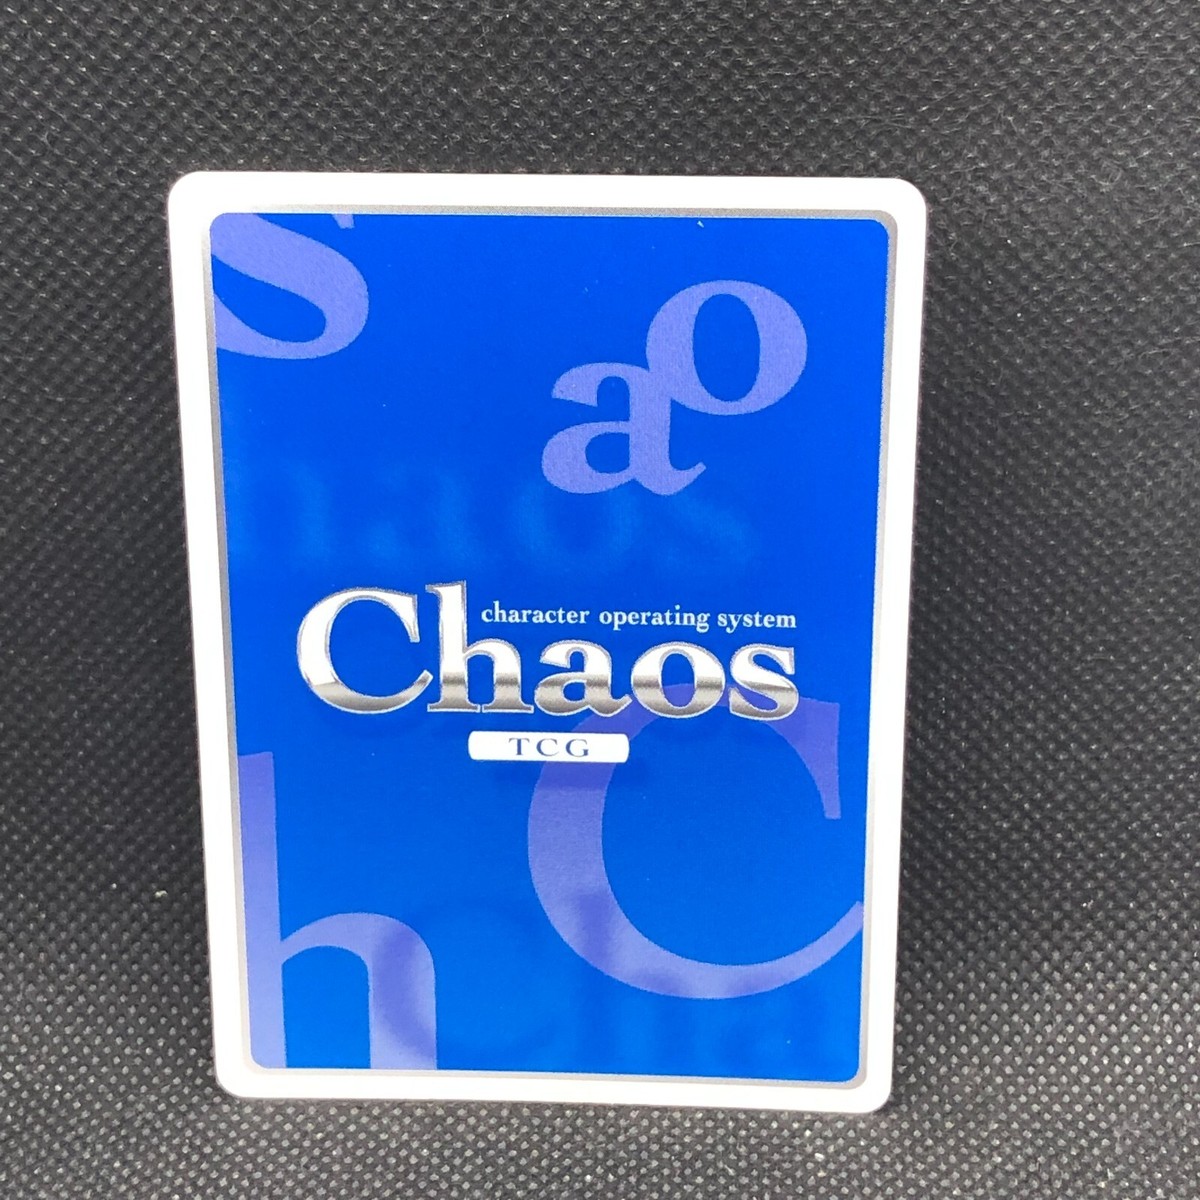 s
a o
character operating system
Chaos
TCG
h C